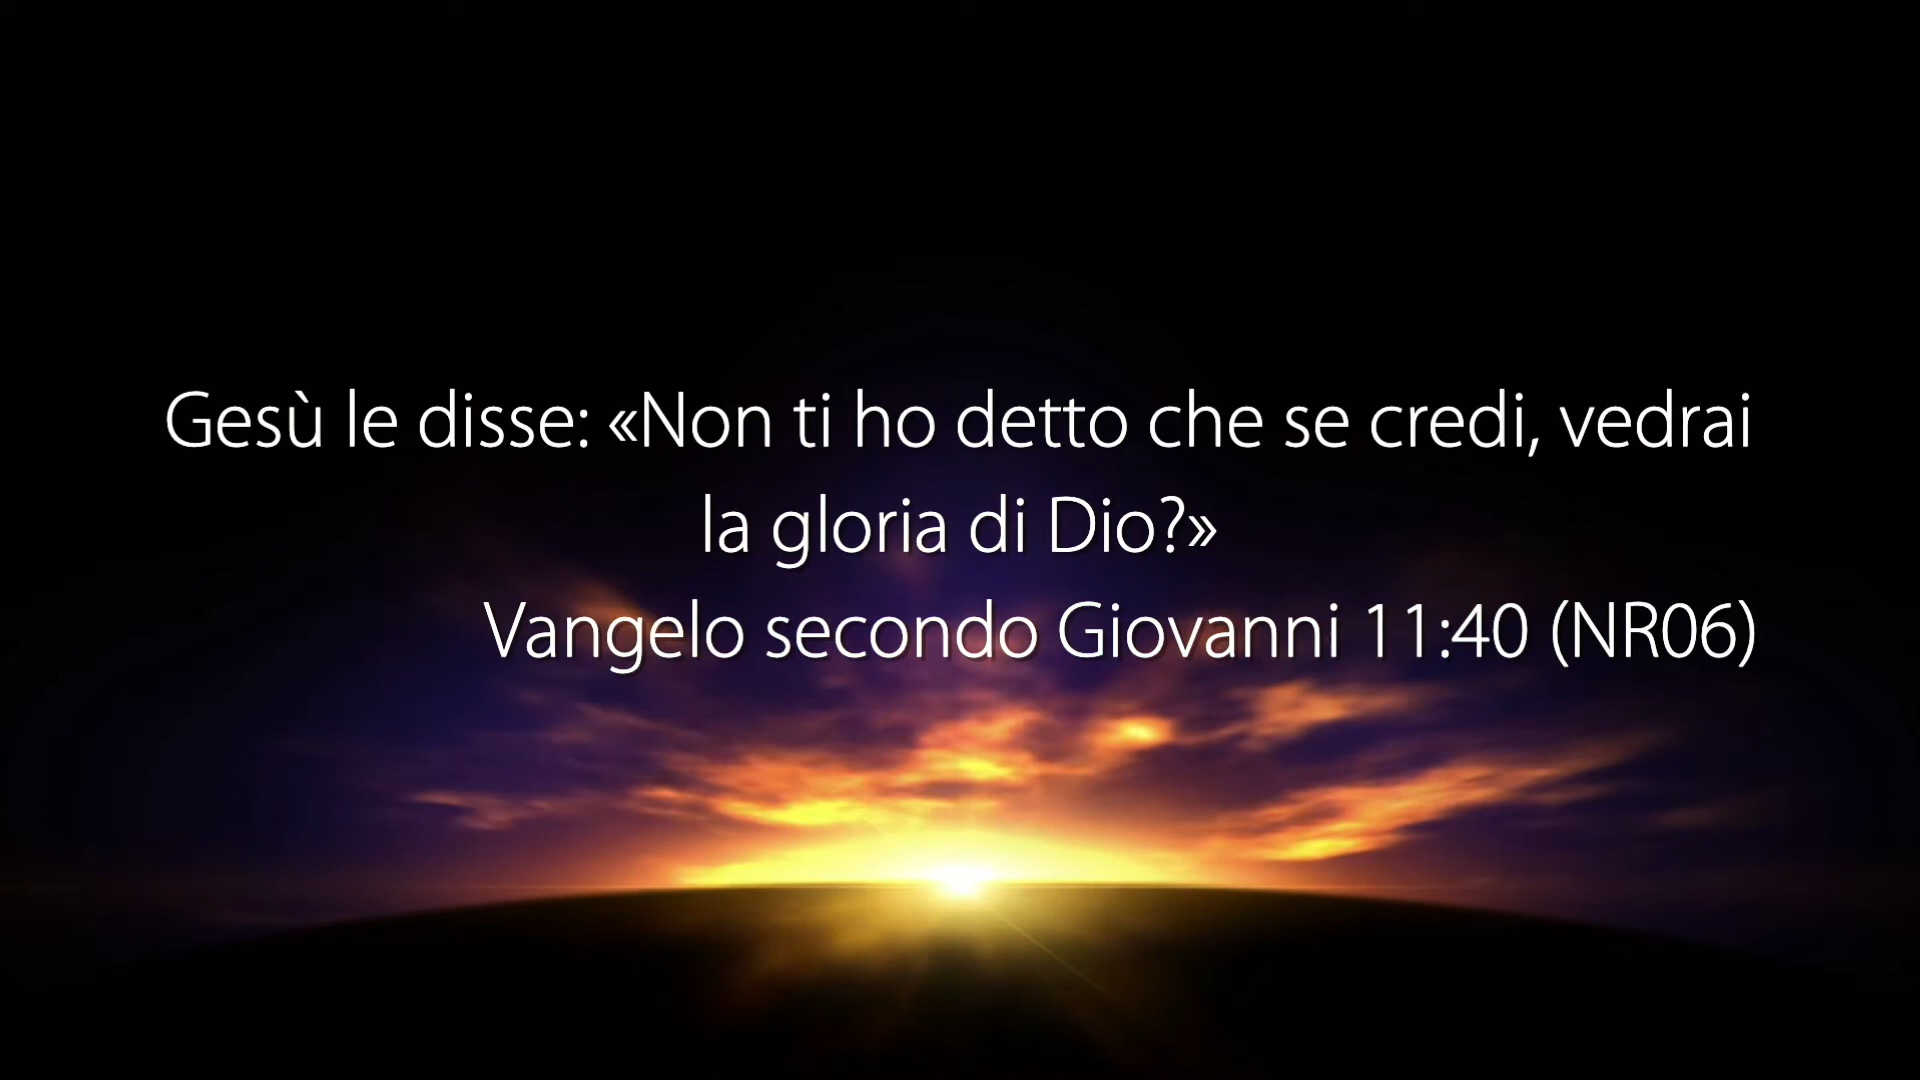 Gesù le disse: «Non ti ho detto che se credi, vedrai
la gloria di Dio?»
Vangelo secondo Giovanni 11:40 (NR06)